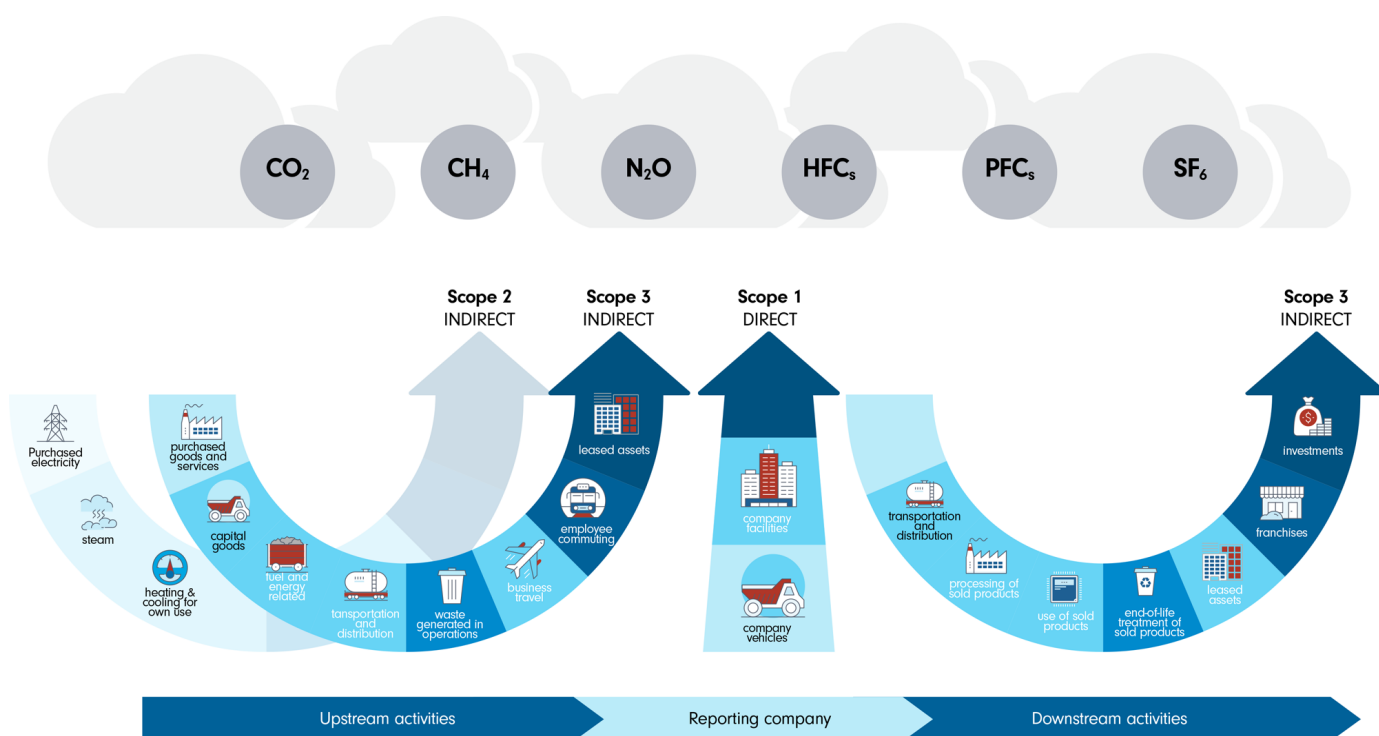 CO₂
CH₄
N₂O
HFCₛ
PFCₛ
SF₆
Scope 2
INDIRECT
Scope 3
INDIRECT
Scope 1
DIRECT
Scope 3
INDIRECT
Purchased
electricity
steam
heating &
cooling for
own use
purchased
goods and
services
capital
goods
fuel and
energy
related
tansportation
and
distribution
waste
generated in
operations
business
travel
employee
commuting
leased assets
company
facilities
company
vehicles
transportation
and
distribution
processing of
sold products
use of sold
products
end-of-life
treatment of
sold products
leased
assets
franchises
investments
$
Upstream activities
Reporting company
Downstream activities